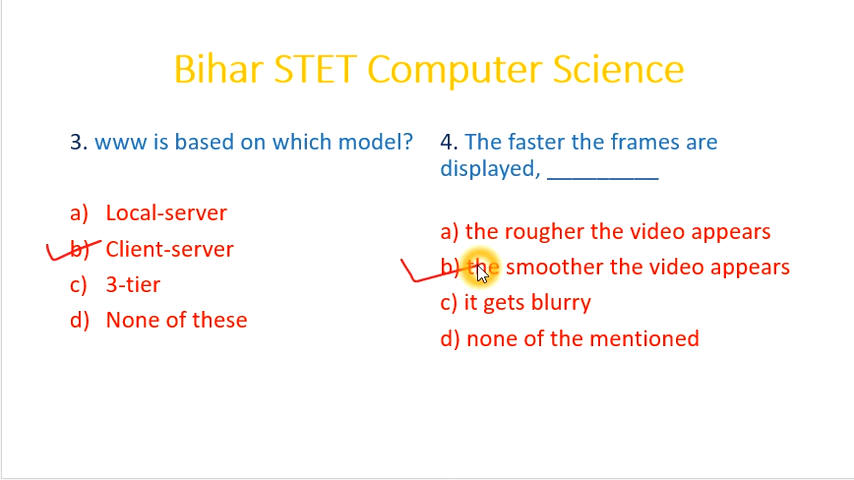 Bihar STET Computer Science
3. www is based on which model?
a) Local-server
b) Client-server
c) 3-tier
d) None of these
4. The faster the frames are
displayed, _________
a) the rougher the video appears
b) the smoother the video appears
c) it gets blurry
d) none of the mentioned